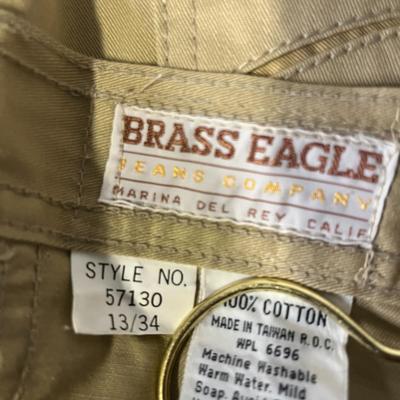 BRASS EAGLE
JEANS COMPANY
MARINA DEL REY CALIF
STYLE NO.
57130
13/34
100% COTTON
MADE IN TAIWAN R.O.C.
WPL 6696
Machine Washable
Warm Water. Mild
Soap.